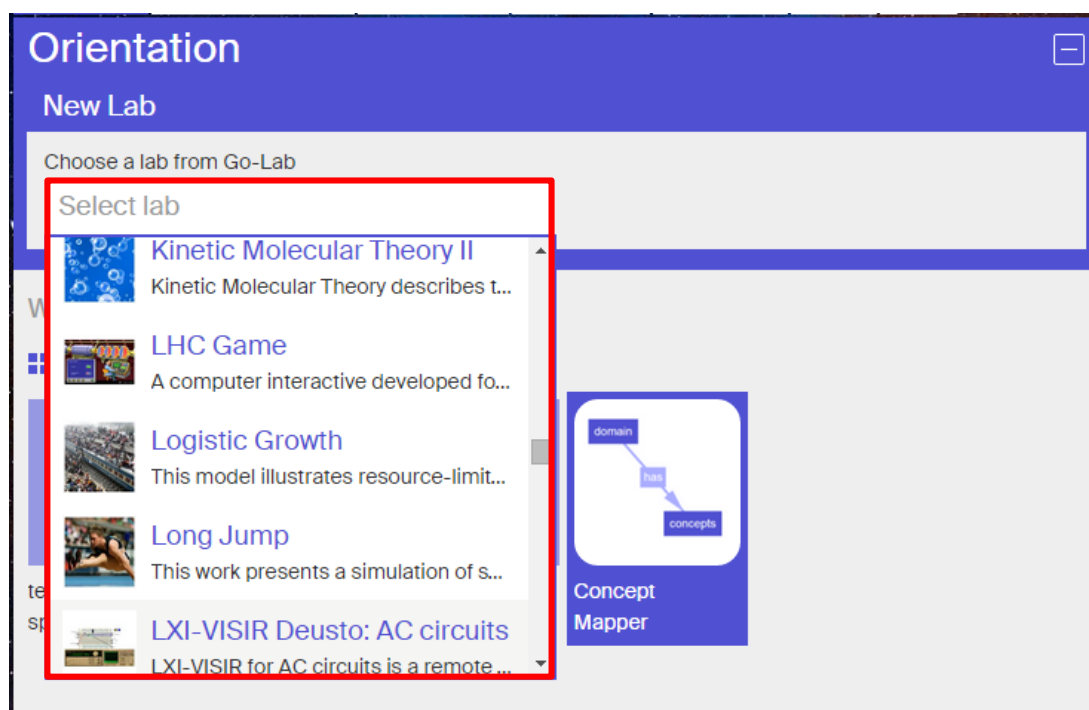 Orientation
New Lab
Choose a lab from Go-Lab
Select lab
Kinetic Molecular Theory II
Kinetic Molecular Theory describes t...
LHC Game
A computer interactive developed fo...
Logistic Growth
This model illustrates resource-limit...
Long Jump
This work presents a simulation of s...
LXI-VISIR Deusto: AC circuits
LXI-VISIR for AC circuits is a remote ...
domain
has
concepts
Concept
Mapper